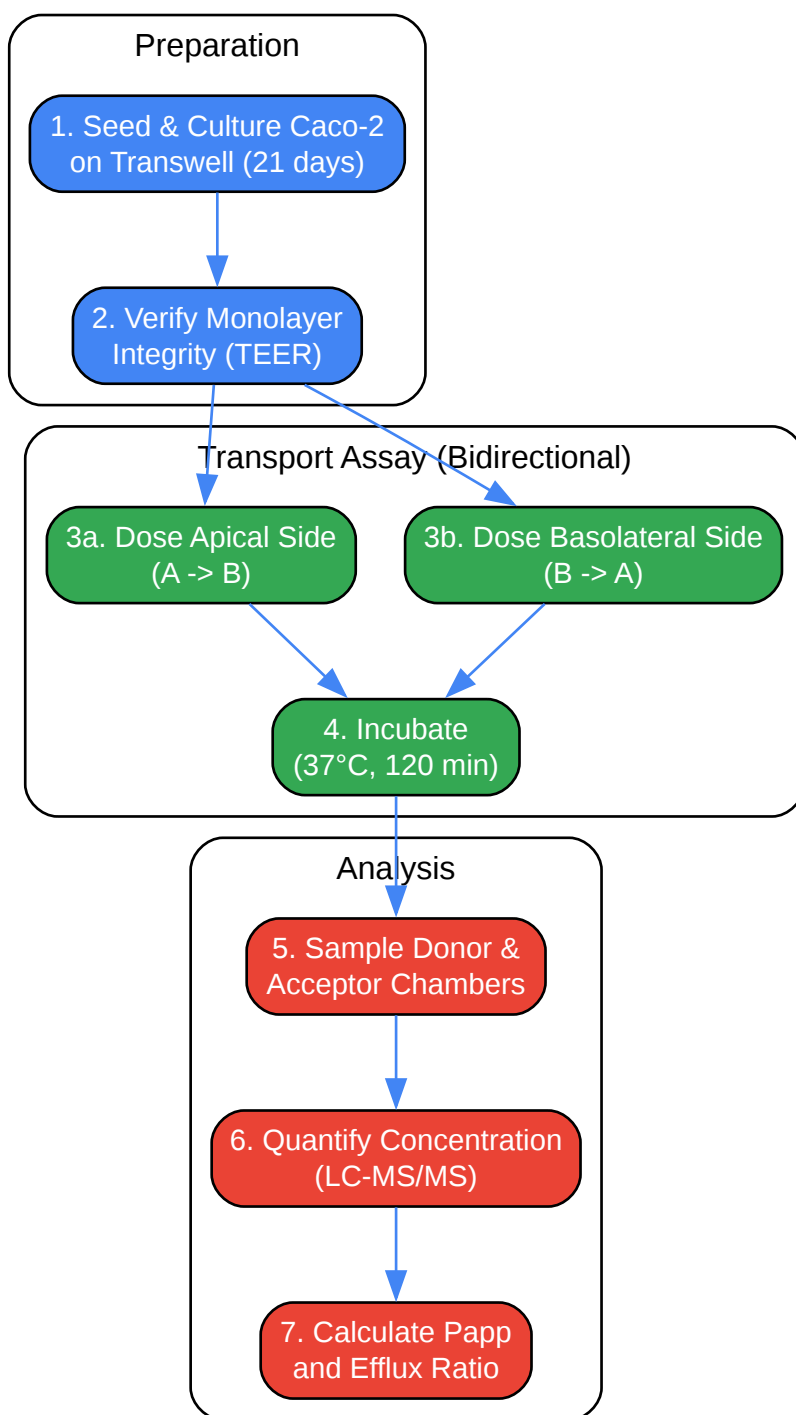 Preparation
1. Seed & Culture Caco-2
on Transwell (21 days)
2. Verify Monolayer
Integrity (TEER)
Transport Assay (Bidirectional)
3a. Dose Apical Side
(A -> B)
3b. Dose Basolateral Side
(B -> A)
4. Incubate
(37°C, 120 min)
Analysis
5. Sample Donor &
Acceptor Chambers
6. Quantify Concentration
(LC-MS/MS)
7. Calculate Papp
and Efflux Ratio